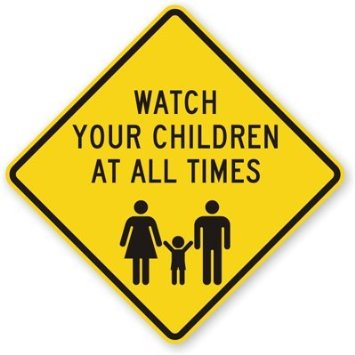 WATCH
YOUR CHILDREN
AT ALL TIMES